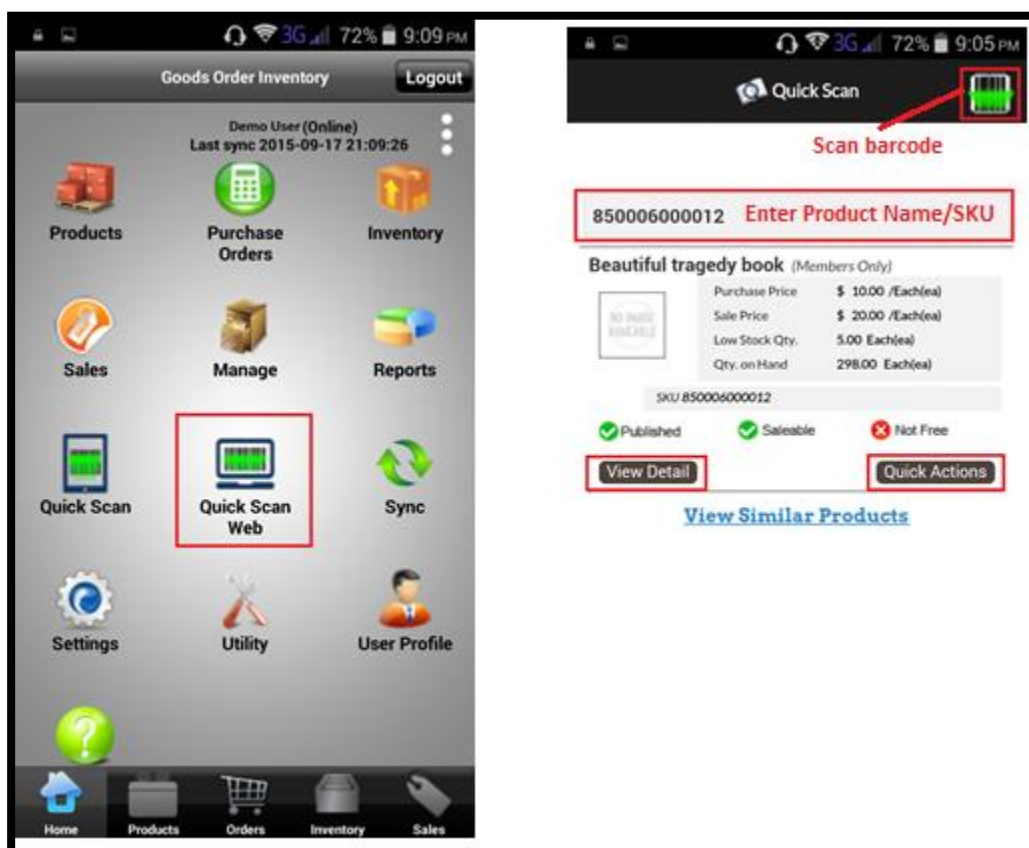 3G 72% 9:09 PM
Goods Order Inventory
Logout
Demo User (Online)
Last sync 2015-09-17 21:09:26
Products
Purchase
Orders
Inventory
Sales
Manage
Reports
Quick Scan
Quick Scan
Web
Sync
Settings
Utility
User Profile
?
Home
Products
Orders
Inventory
Sales
3G 72% 9:05 PM
Quick Scan
Scan barcode
850006000012 Enter Product Name/SKU
Beautiful tragedy book (Members Only)
NO IMAGE
AVAILABLE
Purchase Price $ 10.00 /Each(ea)
Sale Price $ 20.00 /Each(ea)
Low Stock Qty. 5.00 Each(ea)
Qty. on Hand 298.00 Each(ea)
SKU 850006000012
Published
Saleable
Not Free
View Detail
Quick Actions
View Similar Products